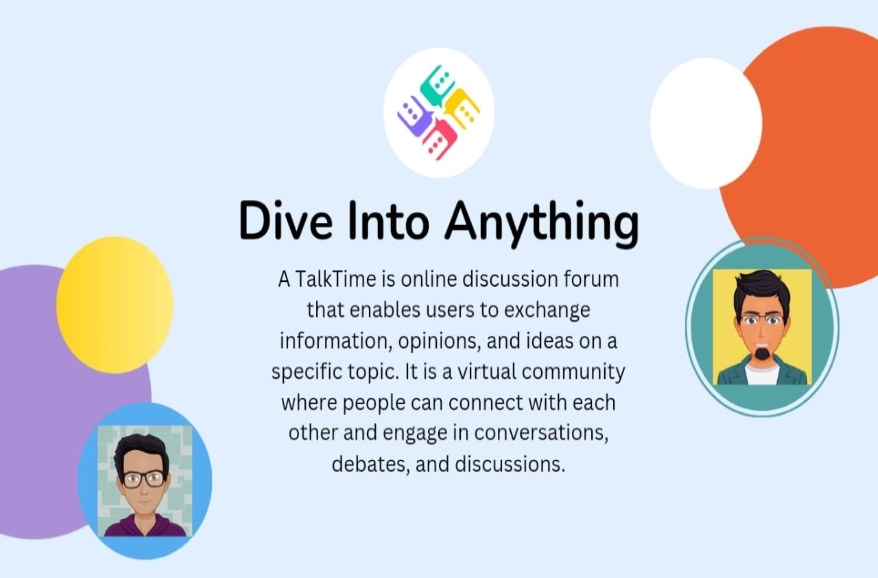 Dive Into Anything
A TalkTime is online discussion forum
that enables users to exchange
information, opinions, and ideas on a
specific topic. It is a virtual community
where people can connect with each
other and engage in conversations,
debates, and discussions.